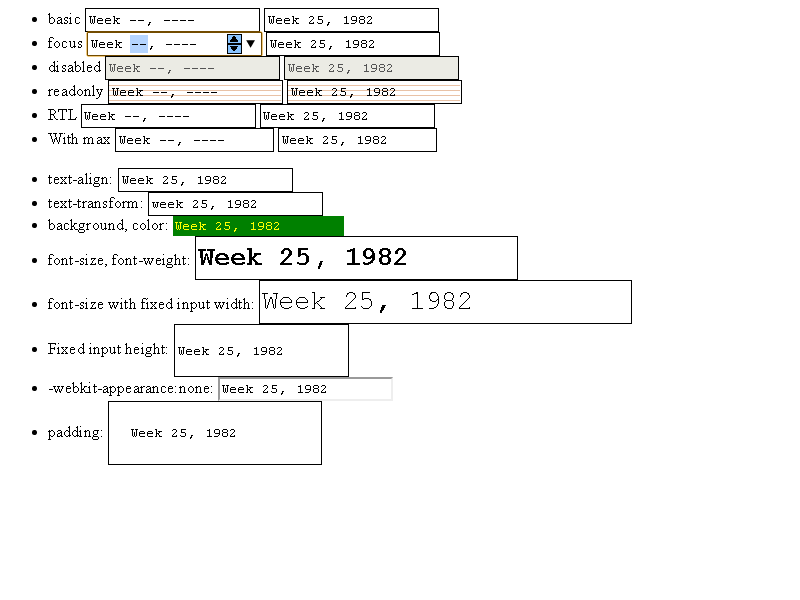 basic Week --, ---- Week 25, 1982
focus Week --, ---- Week 25, 1982
disabled Week --, ---- Week 25, 1982
readonly Week --, ---- Week 25, 1982
RTL Week --, ---- Week 25, 1982
With max Week --, ---- Week 25, 1982
text-align: Week 25, 1982
text-transform: week 25, 1982
background, color: Week 25, 1982
font-size, font-weight: Week 25, 1982
font-size with fixed input width: Week 25, 1982
Fixed input height: Week 25, 1982
-webkit-appearance:none: Week 25, 1982
padding: Week 25, 1982